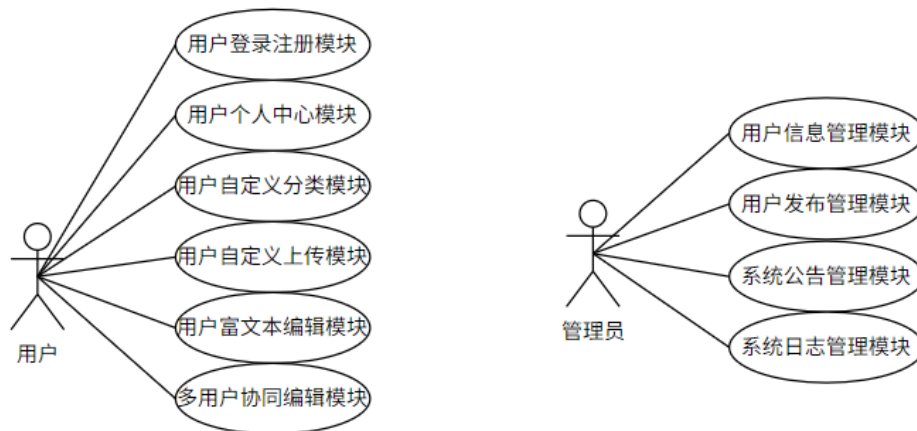 用户登录注册模块
用户个人中心模块
用户自定义分类模块
用户自定义上传模块
用户富文本编辑模块
多用户协同编辑模块
用户
用户信息管理模块
用户发布管理模块
系统公告管理模块
系统日志管理模块
管理员